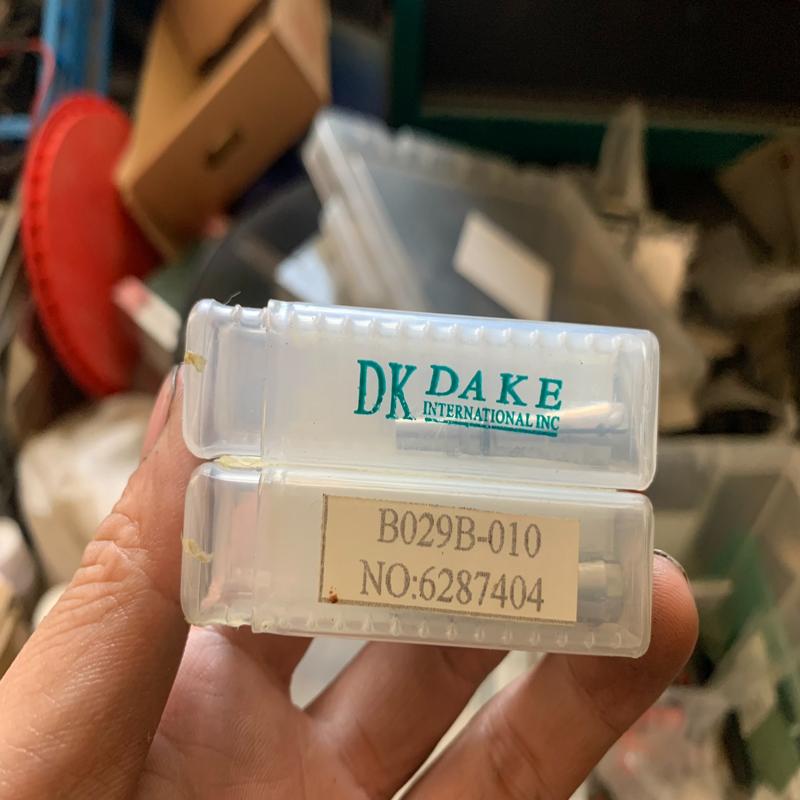 DK DAKE
INTERNATIONAL INC
B029B-010
NO:6287404